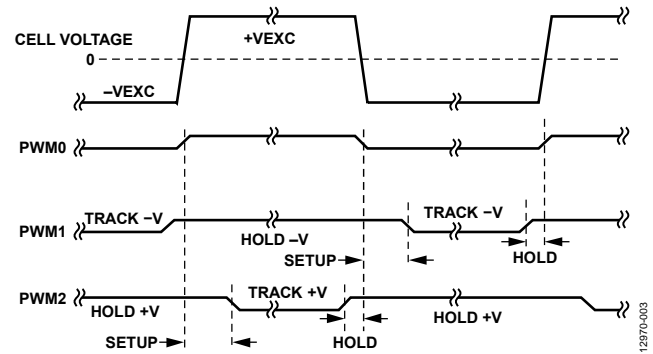 CELL VOLTAGE
+VEXC
0
–VEXC
PWM0
PWM1
TRACK –V
HOLD –V
TRACK –V
SETUP
HOLD
PWM2
HOLD +V
TRACK +V
HOLD +V
SETUP
HOLD
12970-003